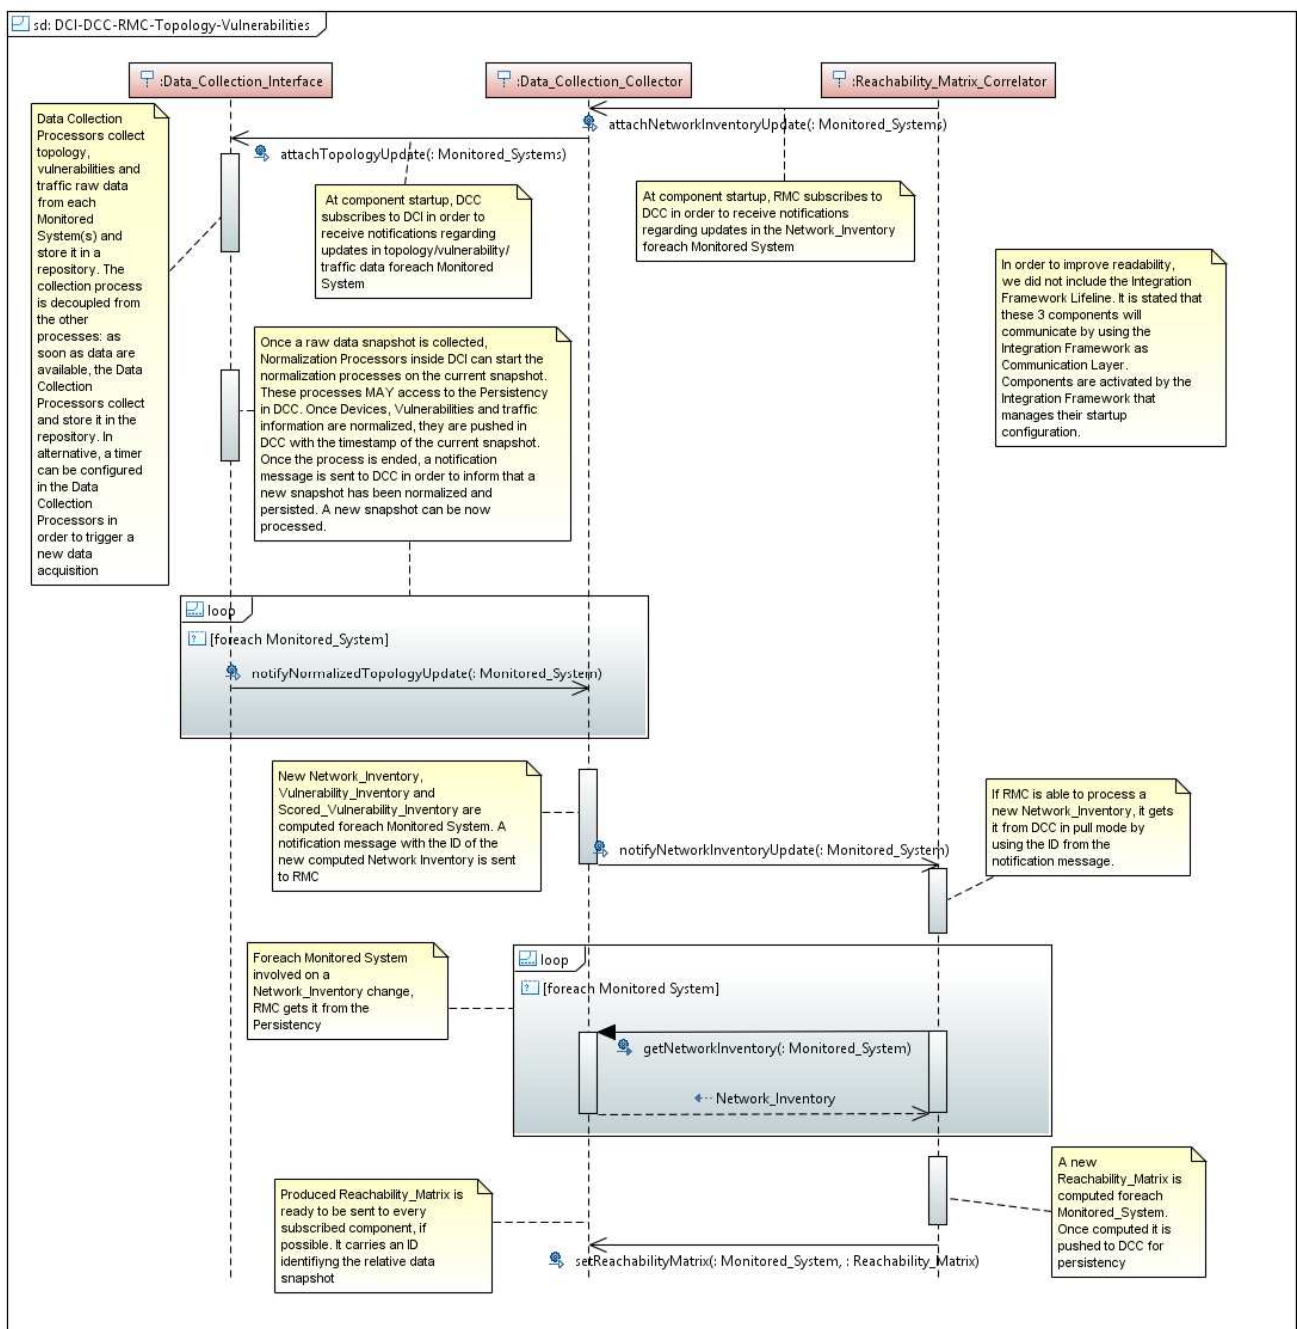 sd: DCI-DCC-RMC-Topology-Vulnerabilities
:Data_Collection_Interface
:Data_Collection_Collector
:Reachability_Matrix_Correlator
attachNetworkInventoryUpdate(: Monitored_Systems)
attachTopologyUpdate(: Monitored_Systems)
Data Collection
Processors collect
topology,
vulnerabilities and
traffic raw data
from each
Monitored
System(s) and
store it in a
repository. The
collection process
is decoupled from
the other
processes: as
soon as data are
available, the Data
Collection
Processors collect
and store it in the
repository. In
alternative, a timer
can be configured
in the Data
Collection
Processors in
order to trigger a
new data
acquisition
At component startup, DCC
subscribes to DCI in order to
receive notifications regarding
updates in topology/vulnerability/
traffic data foreach Monitored
System
At component startup, RMC subscribes to
DCC in order to receive notifications
regarding updates in the Network_Inventory
foreach Monitored System
In order to improve readability,
we did not include the Integration
Framework Lifeline. It is stated that
these 3 components will
communicate by using the
Integration Framework as
Communication Layer.
Components are activated by the
Integration Framework that
manages their startup
configuration.
Once a raw data snapshot is collected,
Normalization Processors inside DCI can start the
normalization processes on the current snapshot.
These processes MAY access to the Persistency
in DCC. Once Devices, Vulnerabilities and traffic
information are normalized, they are pushed in
DCC with the timestamp of the current snapshot.
Once the process is ended, a notification
message is sent to DCC in order to inform that a
new snapshot has been normalized and
persisted. A new snapshot can be now
processed.
loop
[foreach Monitored_System]
notifyNormalizedTopologyUpdate(: Monitored_System)
New Network_Inventory,
Vulnerability_Inventory and
Scored_Vulnerability_Inventory are
computed foreach Monitored System. A
notification message with the ID of the
new computed Network Inventory is sent
to RMC
notifyNetworkInventoryUpdate(: Monitored_System)
If RMC is able to process a
new Network_Inventory, it gets
it from DCC in pull mode by
using the ID from the
notification message.
Foreach Monitored System
involved on a
Network_Inventory change,
RMC gets it from the
Persistency
loop
[foreach Monitored System]
getNetworkInventory(: Monitored_System)
Network_Inventory
Produced Reachability_Matrix is
ready to be sent to every
subscribed component, if
possible. It carries an ID
identifiyng the relative data
snapshot
A new
Reachability_Matrix is
computed foreach
Monitored_System.
Once computed it is
pushed to DCC for
persistency
setReachabilityMatrix(: Monitored_System, : Reachability_Matrix)